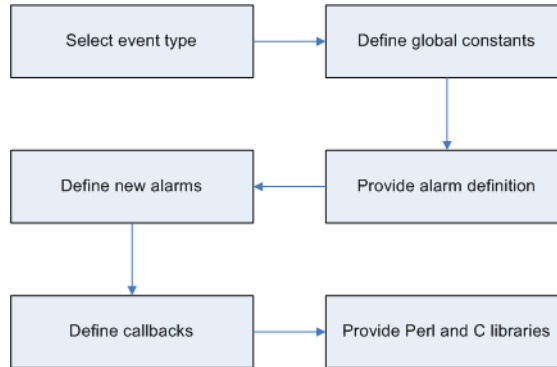 Select event type
Define global constants
Define new alarms
Provide alarm definition
Define callbacks
Provide Perl and C libraries